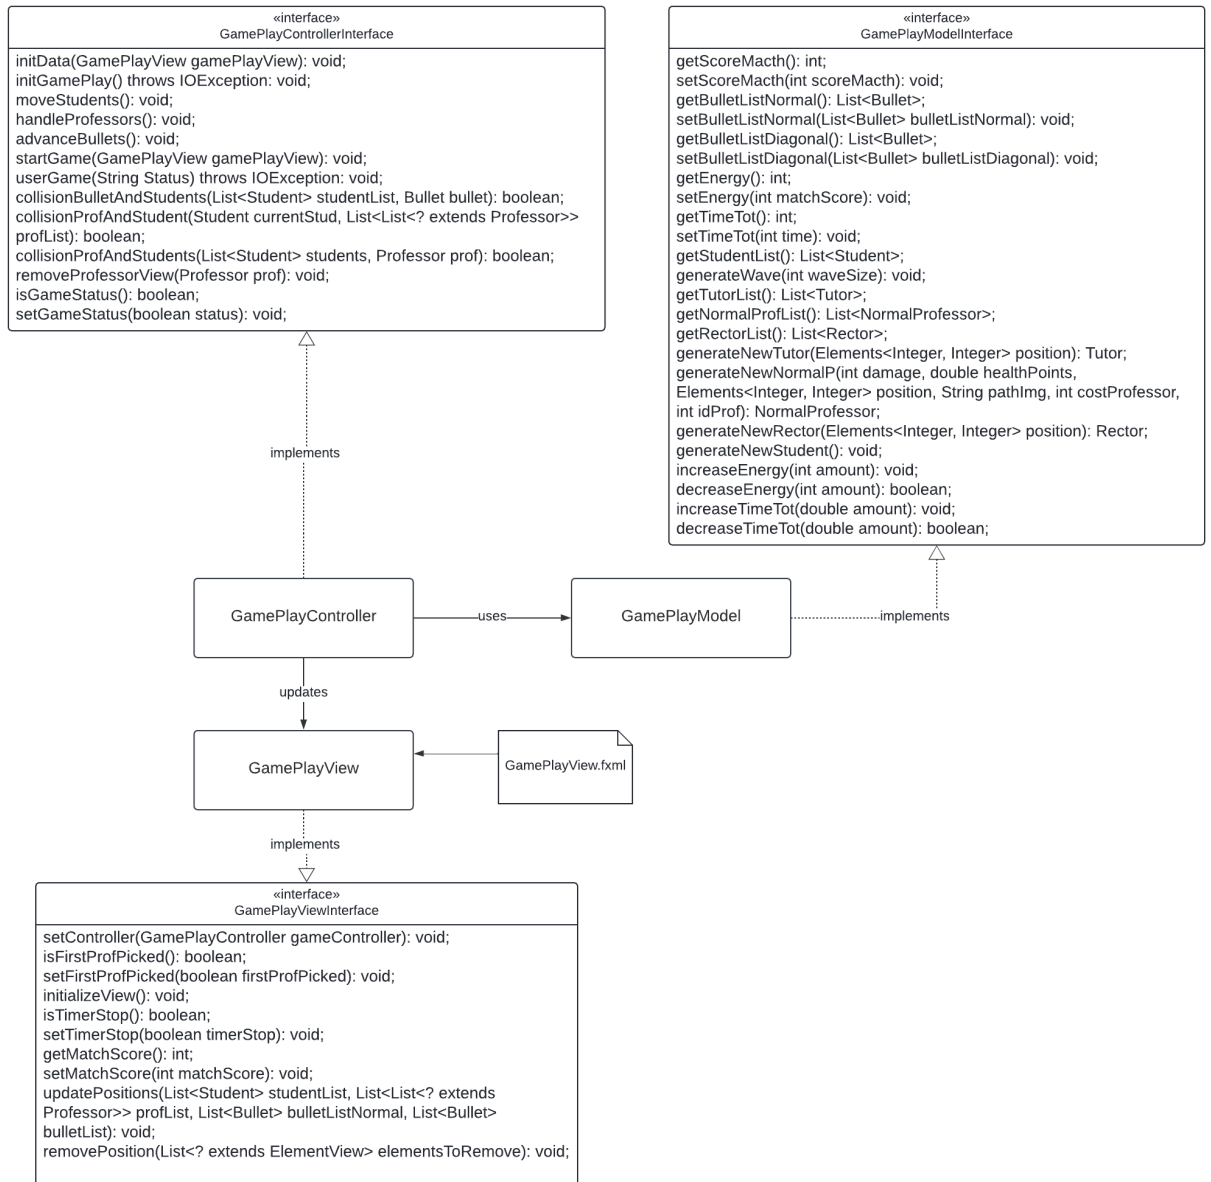 «interface»
GamePlayControllerInterface
initData(GamePlayView gamePlayView): void;
initGamePlay() throws IOException: void;
moveStudents(): void;
handleProfessors(): void;
advanceBullets(): void;
startGame(GamePlayView gamePlayView): void;
userGame(String Status) throws IOException: void;
collisionBulletAndStudents(List<Student> studentList, Bullet bullet): boolean;
collisionProfAndStudent(Student currentStud, List<List<? extends Professor>>
profList): boolean;
collisionProfAndStudents(List<Student> students, Professor prof): boolean;
removeProfessorView(Professor prof): void;
isGameStatus(): boolean;
setGameStatus(boolean status): void;
«interface»
GamePlayModelInterface
getScoreMacth(): int;
setScoreMacth(int scoreMacth): void;
getBulletListNormal(): List<Bullet>;
setBulletListNormal(List<Bullet> bulletListNormal): void;
getBulletListDiagonal(): List<Bullet>;
setBulletListDiagonal(List<Bullet> bulletListDiagonal): void;
getEnergy(): int;
setEnergy(int matchScore): void;
getTimeTot(): int;
setTimeTot(int time): void;
getStudentList(): List<Student>;
generateWave(int waveSize): void;
getTutorList(): List<Tutor>;
getNormalProfList(): List<NormalProfessor>;
getRectorList(): List<Rector>;
generateNewTutor(Elements<Integer, Integer> position): Tutor;
generateNewNormalP(int damage, double healthPoints,
Elements<Integer, Integer> position, String pathImg, int costProfessor,
int idProf): NormalProfessor;
generateNewRector(Elements<Integer, Integer> position): Rector;
generateNewStudent(): void;
increaseEnergy(int amount): void;
decreaseEnergy(int amount): boolean;
increaseTimeTot(double amount): void;
decreaseTimeTot(double amount): boolean;
implements
GamePlayController
uses
GamePlayModel
implements
updates
GamePlayView
GamePlayView.fxml
implements
«interface»
GamePlayViewInterface
setController(GamePlayController gameController): void;
isFirstProfPicked(): boolean;
setFirstProfPicked(boolean firstProfPicked): void;
initializeView(): void;
isTimerStop(): boolean;
setTimerStop(boolean timerStop): void;
getMatchScore(): int;
setMatchScore(int matchScore): void;
updatePositions(List<Student> studentList, List<List<? extends
Professor>> profList, List<Bullet> bulletListNormal, List<Bullet>
bulletList): void;
removePosition(List<? extends ElementView> elementsToRemove): void;